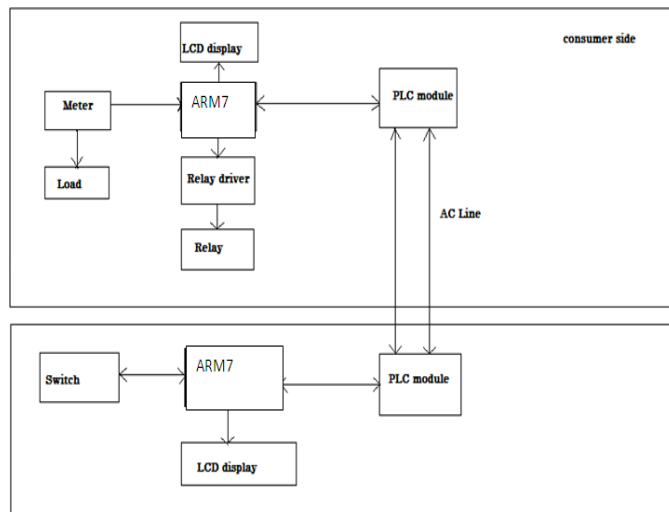 consumer side
LCD display
Meter
ARM7
PLC module
Load
Relay driver
AC Line
Relay
Switch
ARM7
PLC module
LCD display